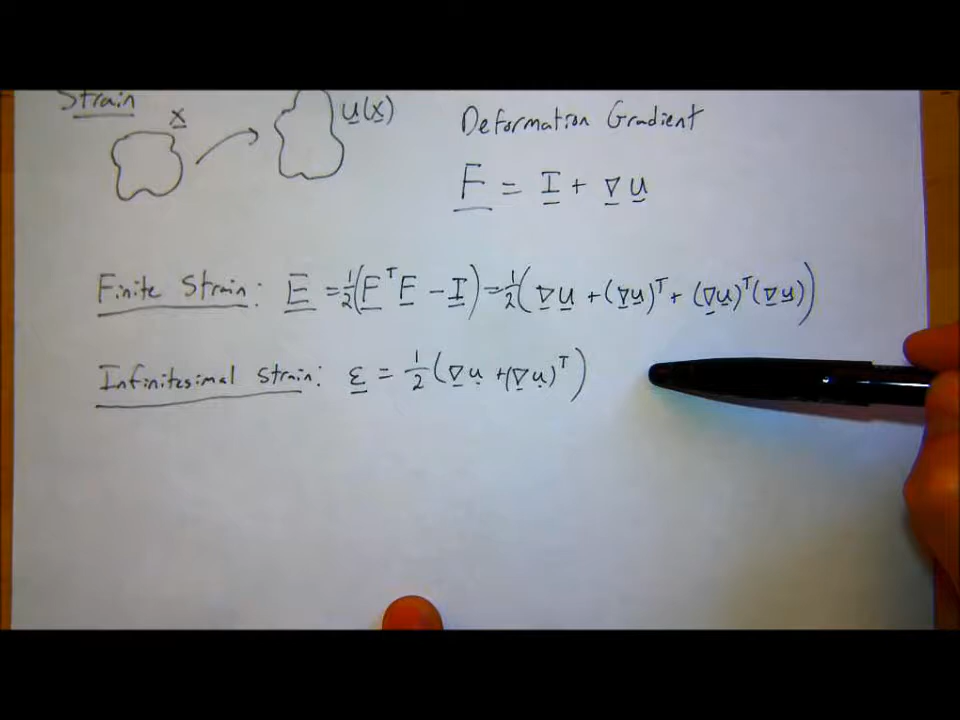 Strain
x
u(x)
Deformation Gradient
F = I + ∇u
Finite Strain: E = 1/2(FᵀF - I) = 1/2(∇u + (∇u)ᵀ + (∇u)ᵀ(∇u))
Infinitesimal Strain: ε = 1/2(∇u + (∇u)ᵀ)